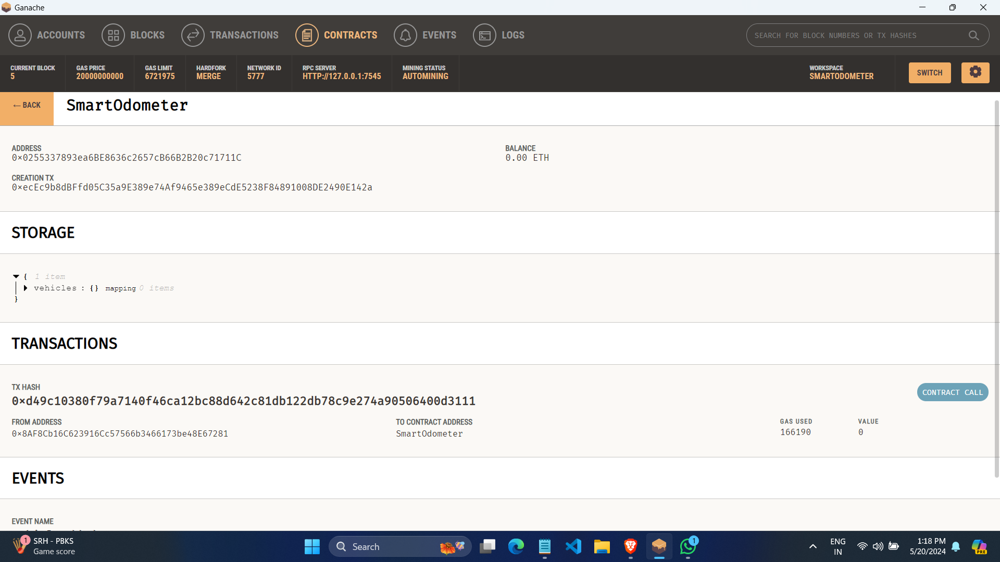 Ganache
ACCOUNTS BLOCKS TRANSACTIONS CONTRACTS EVENTS LOGS SEARCH FOR BLOCK NUMBERS OR TX HASHES
CURRENT BLOCK GAS PRICE GAS LIMIT HARDFORK NETWORK ID RPC SERVER MINING STATUS WORKSPACE
5 20000000000 6721975 MERGE 5777 HTTP://127.0.0.1:7545 AUTOMINING SMARTODOMETER SWITCH
← BACK SmartOdometer
ADDRESS BALANCE
0×0255337893ea6BE8636c2657cB66B2B20c71711C 0.00 ETH
CREATION TX
0×ecEc9b8dBFfd05C35a9E389e74Af9465e389eCdE5238F84891008DE2490E142a
STORAGE
{ 1 item
vehicles : {} mapping 0 items
}
TRANSACTIONS
TX HASH
0×d49c10380f79a7140f46ca12bc88d642c81db122db78c9e274a90506400d3111 CONTRACT CALL
FROM ADDRESS TO CONTRACT ADDRESS GAS USED VALUE
0×8AF8Cb16C623916Cc57566b3466173be48E67281 SmartOdometer 166190 0
EVENTS
EVENT NAME
1 SRH - PBKS
Game score
Search
1
ENG
IN
1:18 PM
5/20/2024
PRE